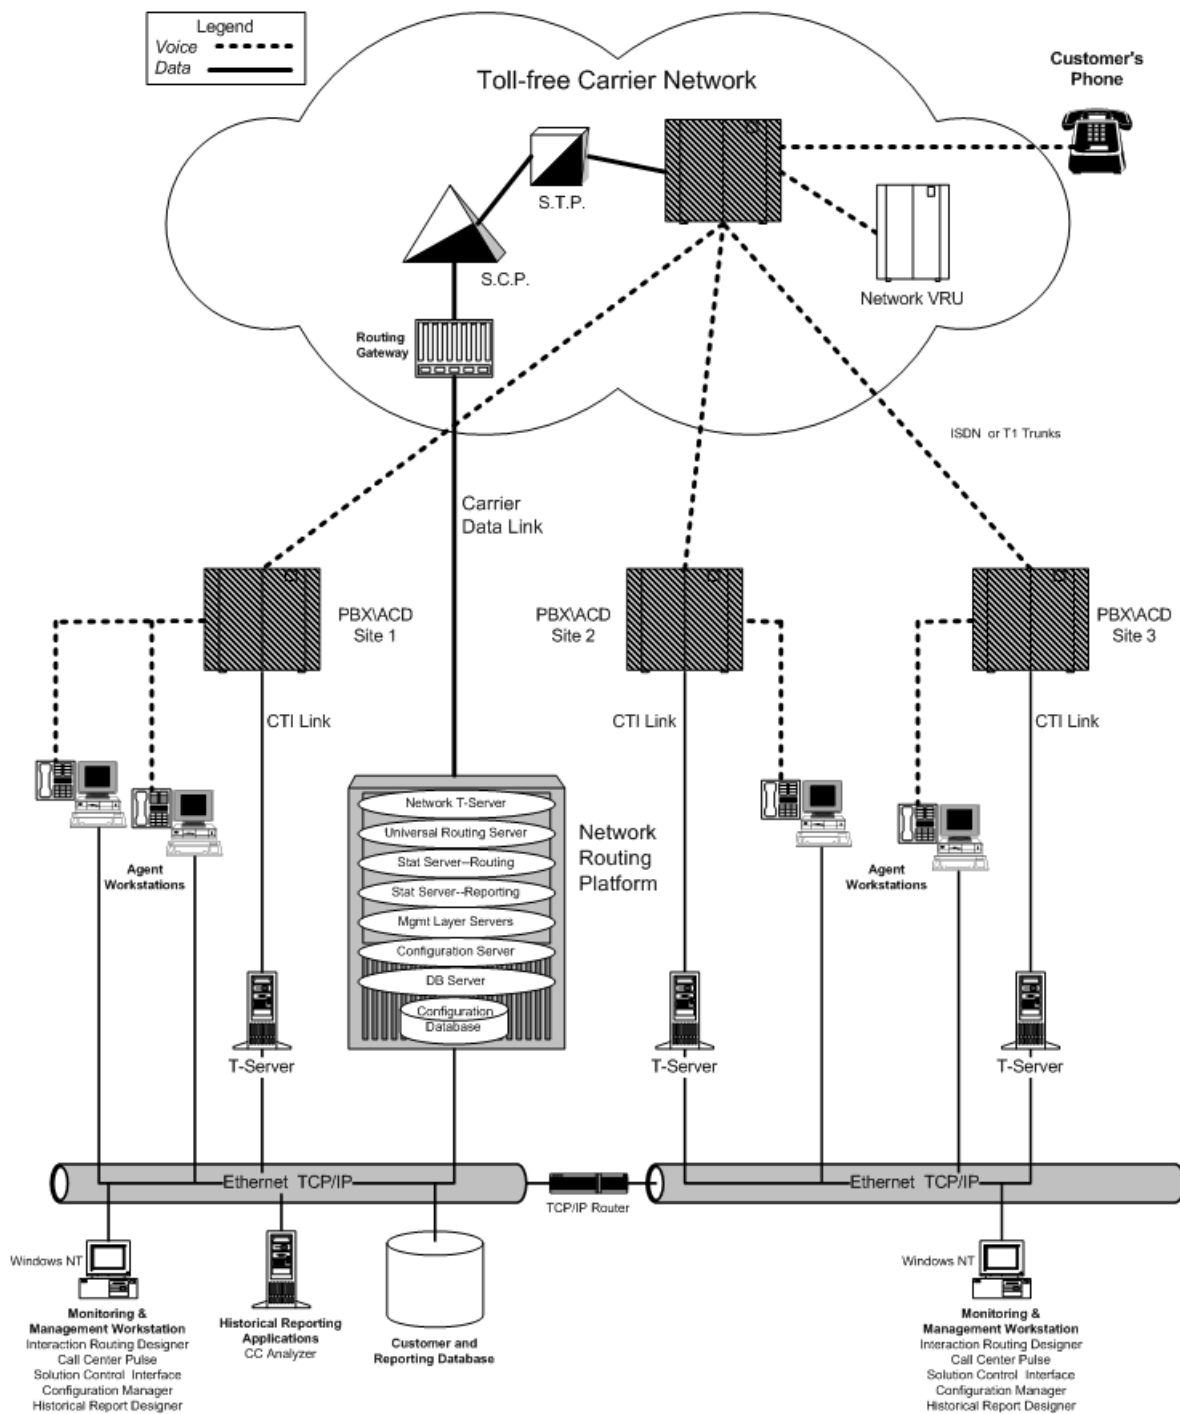 Legend
Voice
Data
Toll-free Carrier Network
Customer's
Phone
S.T.P.
S.C.P.
Network VRU
Routing
Gateway
ISDN or T1 Trunks
Carrier
Data Link
PBX\ACD
Site 1
PBX\ACD
Site 2
PBX\ACD
Site 3
CTI Link
CTI Link
CTI Link
Network T-Server
Universal Routing Server
Stat Server--Routing
Stat Server--Reporting
Mgmt Layer Servers
Configuration Server
DB Server
Configuration
Database
Network
Routing
Platform
Agent
Workstations
Agent
Workstations
T-Server
T-Server
T-Server
Ethernet TCP/IP
TCP/IP Router
Ethernet TCP/IP
Windows NT
Monitoring &
Management Workstation
Interaction Routing Designer
Call Center Pulse
Solution Control Interface
Configuration Manager
Historical Report Designer
Historical Reporting
Applications
CC Analyzer
Customer and
Reporting Database
Windows NT
Monitoring &
Management Workstation
Interaction Routing Designer
Call Center Pulse
Solution Control Interface
Configuration Manager
Historical Report Designer